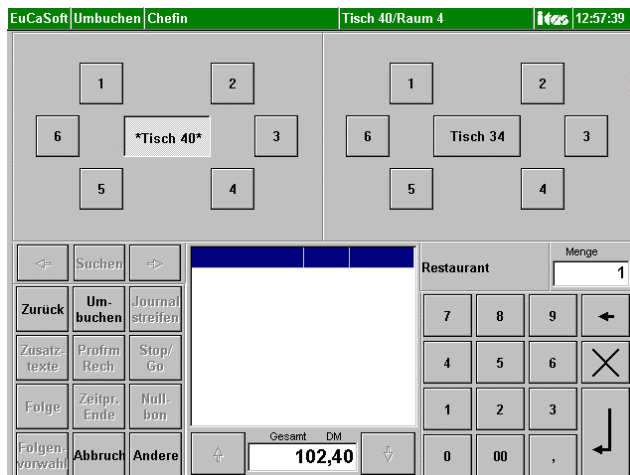 EuCaSoft Umbuchen Chefin Tisch 40/Raum 4 itos 12:57:39
1 2 1 2
6 *Tisch 40* 3 6 Tisch 34 3
5 4 5 4
Suchen
Menge
Restaurant 1
Zurück Um-
buchen Journal
streifen
7 8 9
Zusatz-
texte Profrm
Rech Stop/
Go
4 5 6
Folge Zeitpr.
Ende Null-
bon
1 2 3
Folgen-
vorwahl Abbruch Andere
Gesamt DM
102,40
0 00 ,